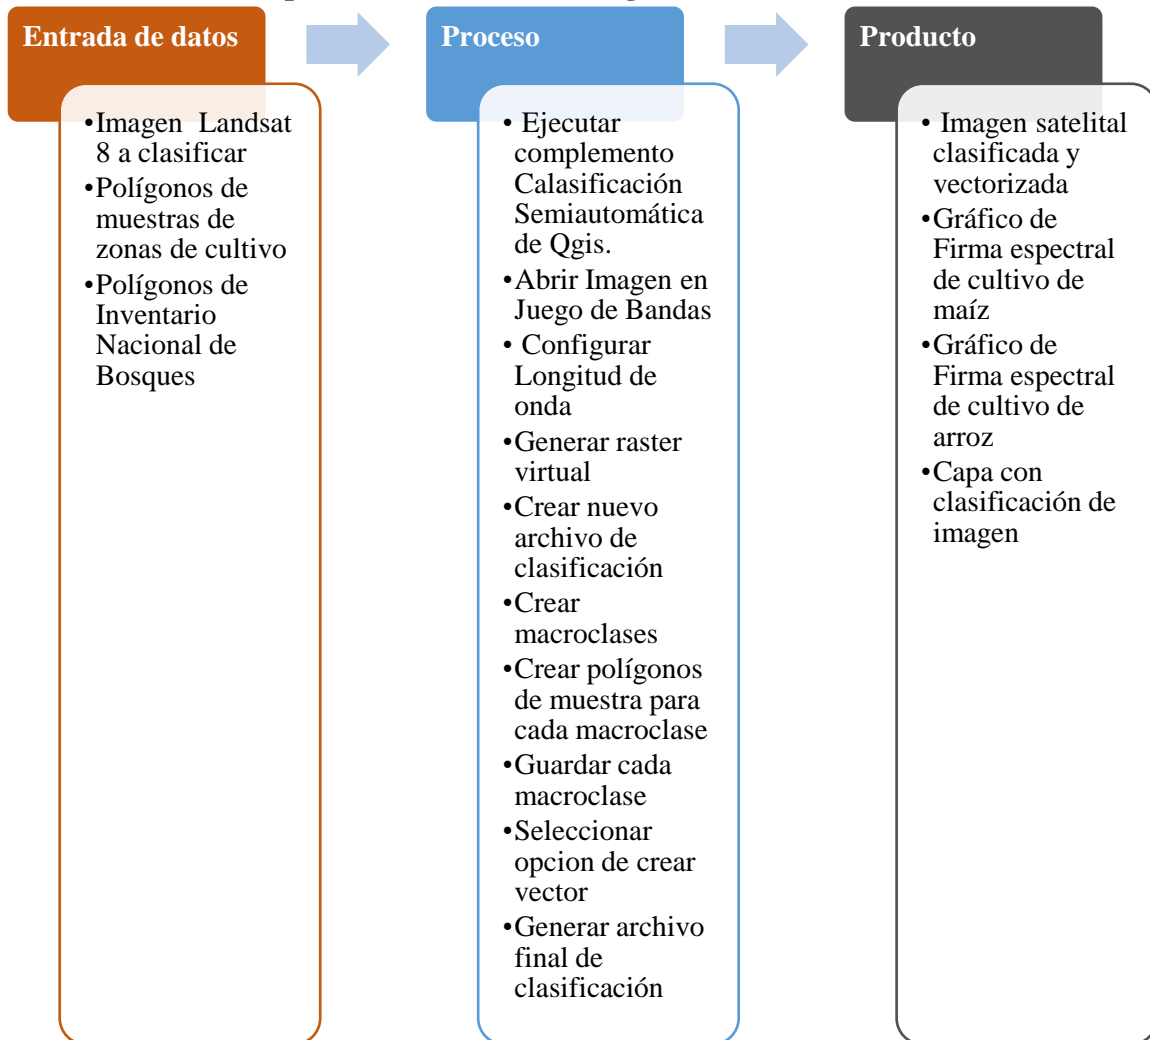 Entrada de datos
•Imagen Landsat
8 a clasificar
•Polígonos de
muestras de
zonas de cultivo
•Polígonos de
Inventario
Nacional de
Bosques
Proceso
• Ejecutar
complemento
Calasificación
Semiautomática
de Qgis.
•Abrir Imagen en
Juego de Bandas
• Configurar
Longitud de
onda
•Generar raster
virtual
•Crear nuevo
archivo de
clasificación
•Crear
macroclases
•Crear polígonos
de muestra para
cada macroclase
•Guardar cada
macroclase
•Seleccionar
opcion de crear
vector
•Generar archivo
final de
clasificación
Producto
• Imagen satelital
clasificada y
vectorizada
•Gráfico de
Firma espectral
de cultivo de
maíz
•Gráfico de
Firma espectral
de cultivo de
arroz
•Capa con
clasificación de
imagen